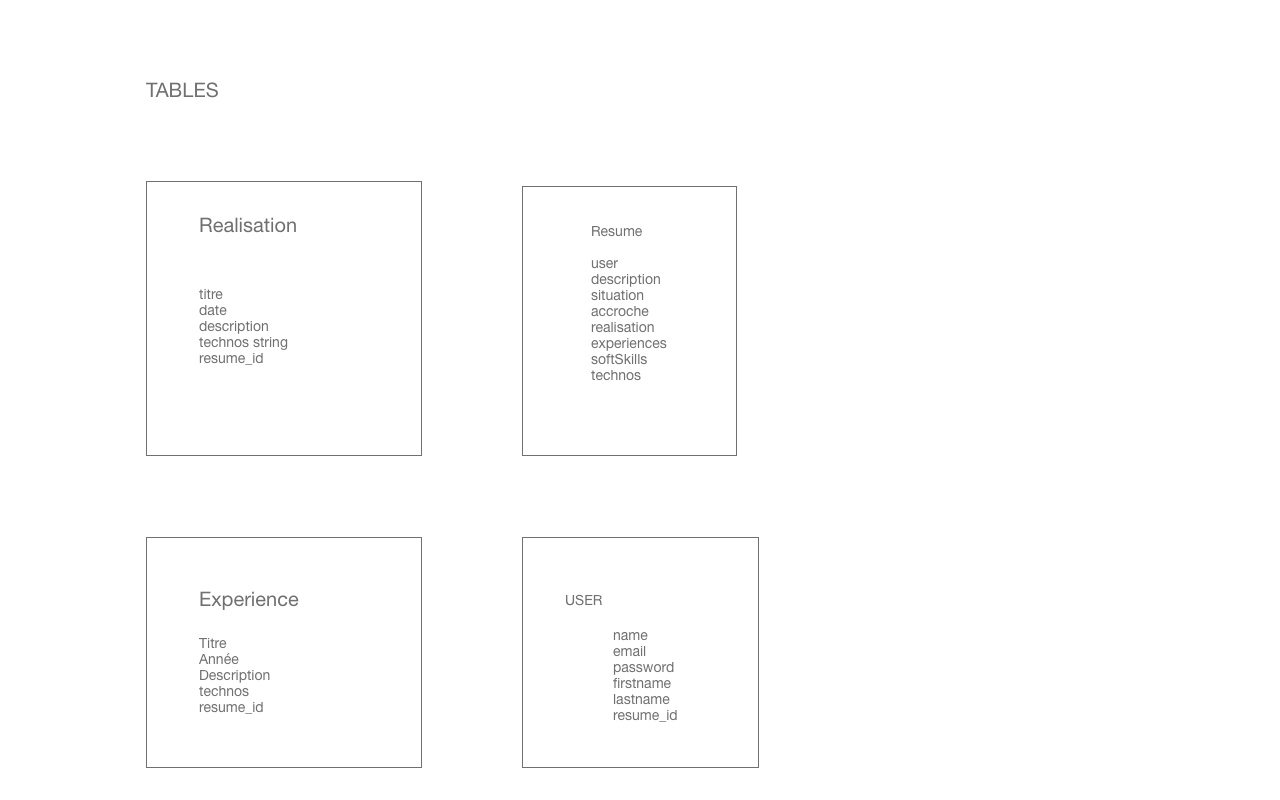 TABLES
Realisation
titre
date
description
technos string
resume_id
Resume
user
description
situation
accroche
realisation
experiences
softSkills
technos
Experience
Titre
Année
Description
technos
resume_id
USER
name
email
password
firstname
lastname
resume_id